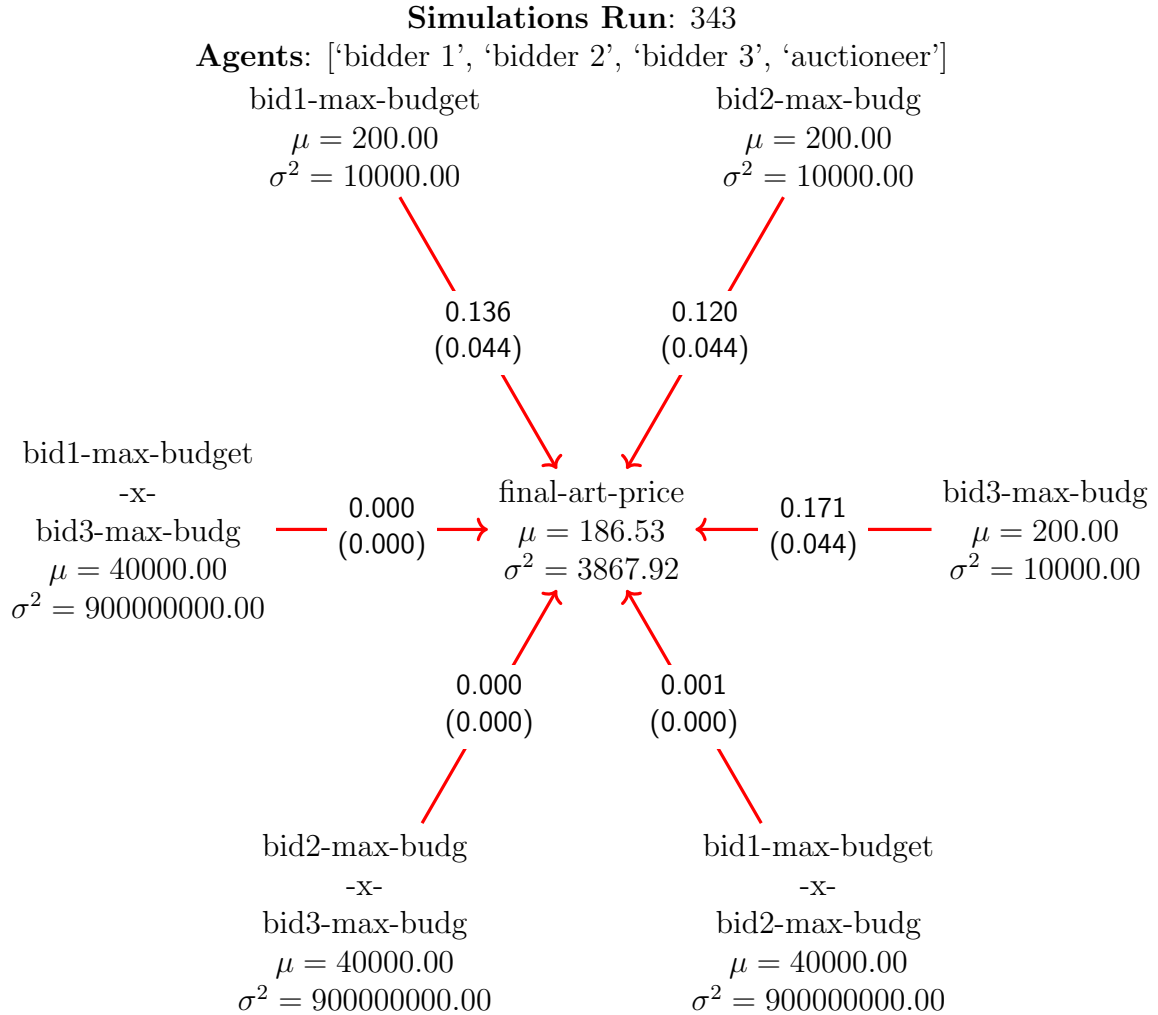 Simulations Run: 343
Agents: [‘bidder 1’, ‘bidder 2’, ‘bidder 3’, ‘auctioneer’]
bid1-max-budget
μ = 200.00
σ² = 10000.00
bid2-max-budg
μ = 200.00
σ² = 10000.00
0.136
(0.044)
0.120
(0.044)
bid1-max-budget
-x-
bid3-max-budg
μ = 40000.00
σ² = 900000000.00
0.000
(0.000)
final-art-price
μ = 186.53
σ² = 3867.92
0.171
(0.044)
bid3-max-budg
μ = 200.00
σ² = 10000.00
0.000
(0.000)
0.001
(0.000)
bid2-max-budg
-x-
bid3-max-budg
μ = 40000.00
σ² = 900000000.00
bid1-max-budget
-x-
bid2-max-budg
μ = 40000.00
σ² = 900000000.00